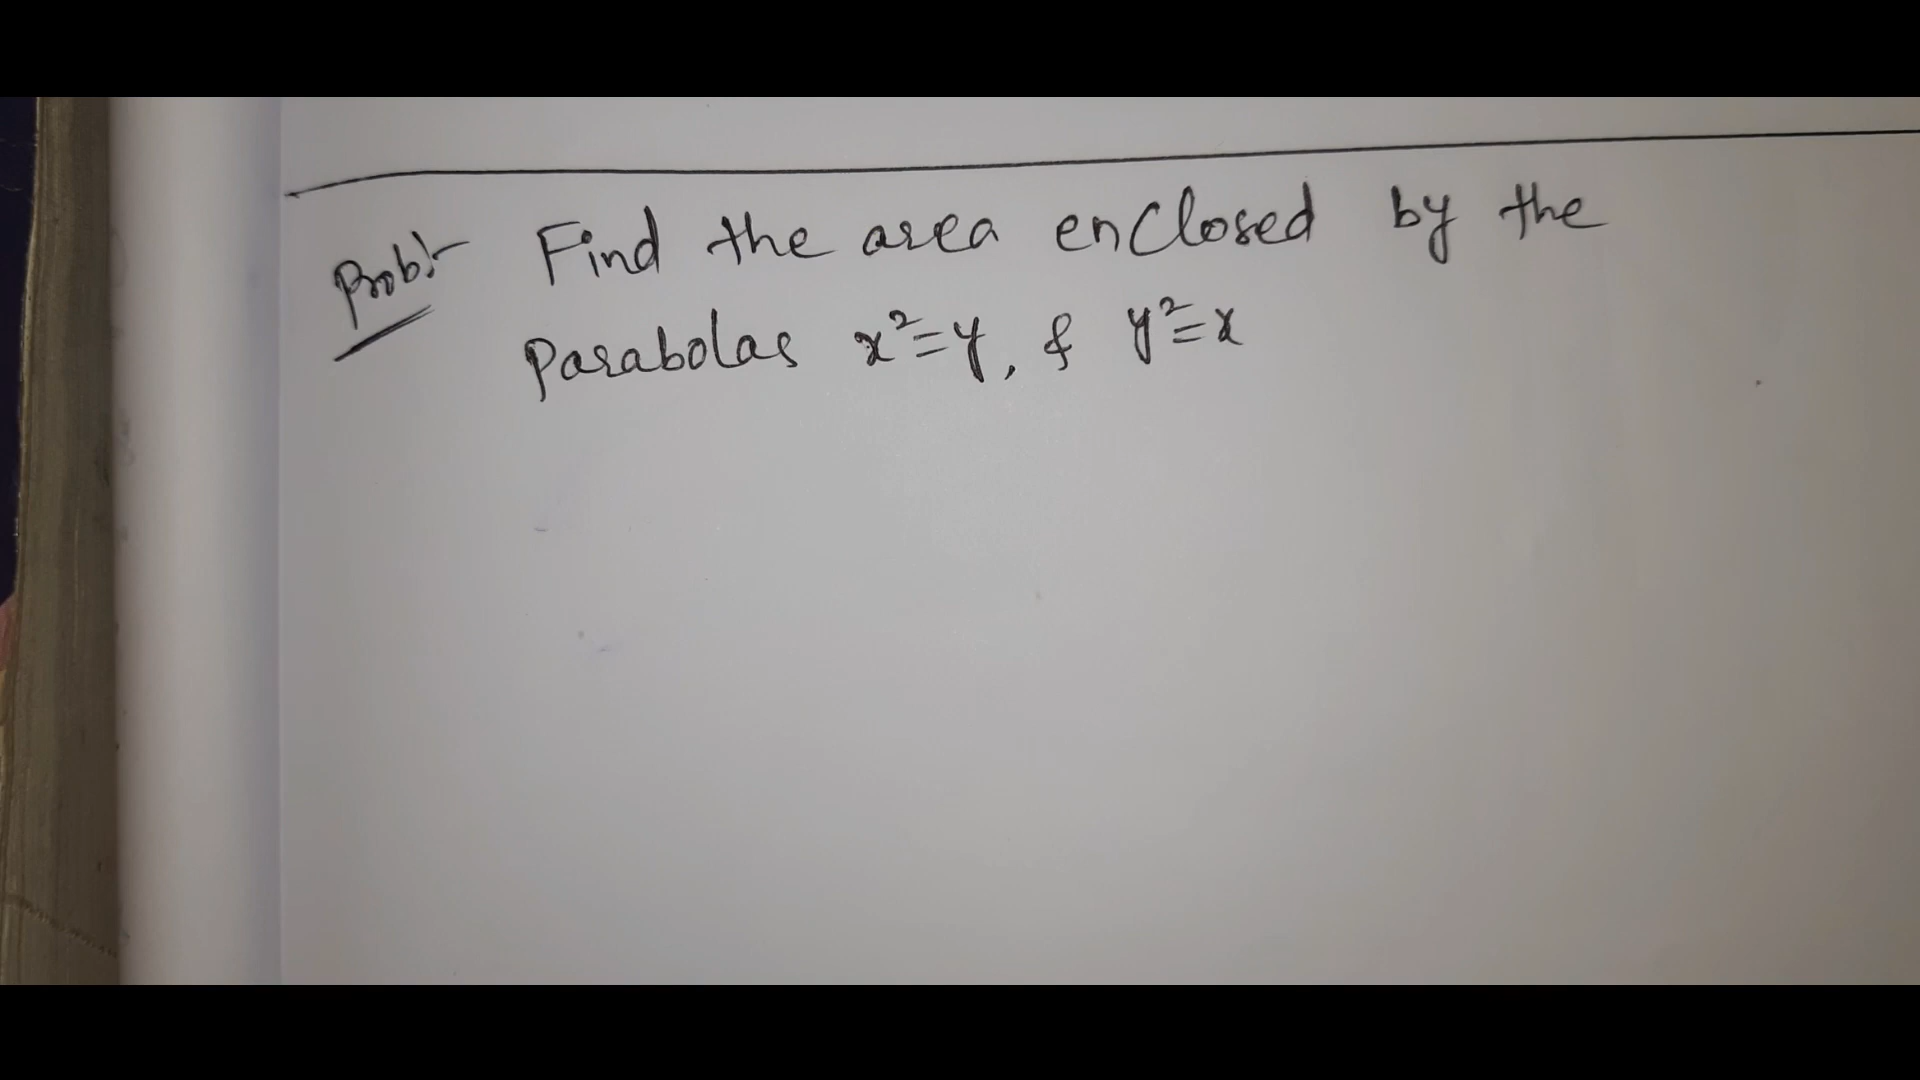 Prob:- Find the area enclosed by the
Parabolas x²=y, & y²=x